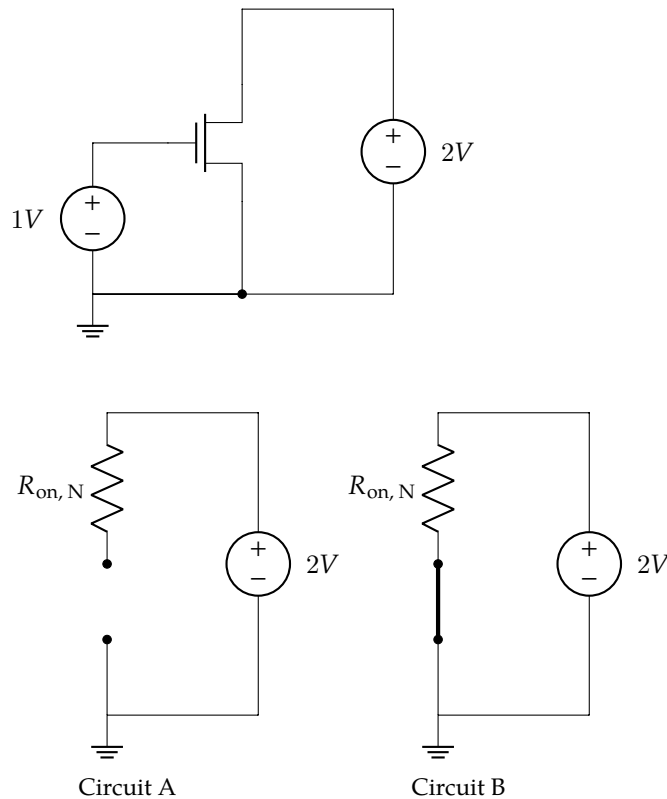 +
−
2V
1V
+
−
R_on, N
+
−
2V
R_on, N
+
−
2V
Circuit A
Circuit B